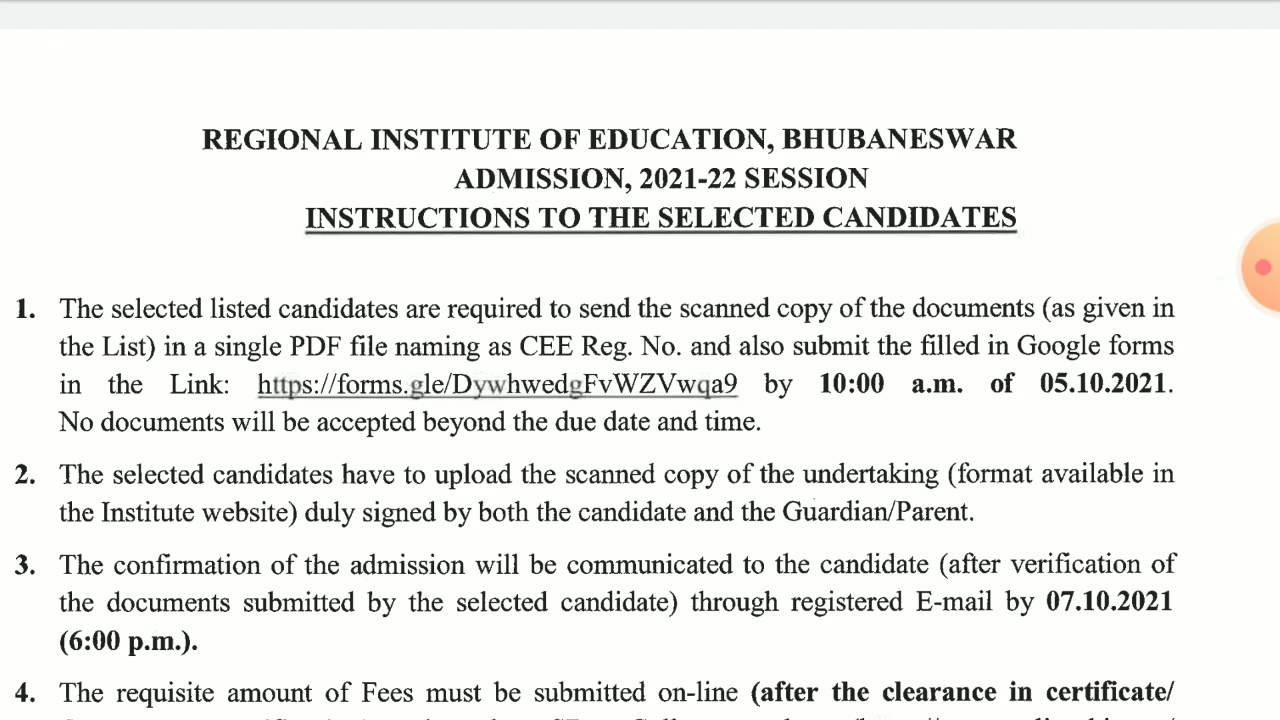 REGIONAL INSTITUTE OF EDUCATION, BHUBANESWAR
ADMISSION, 2021-22 SESSION
INSTRUCTIONS TO THE SELECTED CANDIDATES
1. The selected listed candidates are required to send the scanned copy of the documents (as given in
the List) in a single PDF file naming as CEE Reg. No. and also submit the filled in Google forms
in the Link: https://forms.gle/DywhwedgFvWZVwqa9 by 10:00 a.m. of 05.10.2021.
No documents will be accepted beyond the due date and time.
2. The selected candidates have to upload the scanned copy of the undertaking (format available in
the Institute website) duly signed by both the candidate and the Guardian/Parent.
3. The confirmation of the admission will be communicated to the candidate (after verification of
the documents submitted by the selected candidate) through registered E-mail by 07.10.2021
(6:00 p.m.).
4. The requisite amount of Fees must be submitted on-line (after the clearance in certificate/